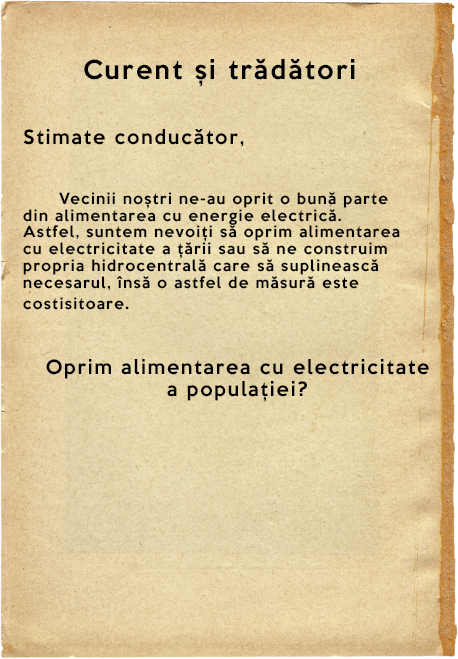 Curent și trădători
Stimate conducător,
Vecinii noștri ne-au oprit o bună parte
din alimentarea cu energie electrică.
Astfel, suntem nevoiți să oprim alimentarea
cu electricitate a țării sau să ne construim
propria hidrocentrală care să suplinească
necesarul, însă o astfel de măsură este
costisitoare.
Oprim alimentarea cu electricitate
a populației?